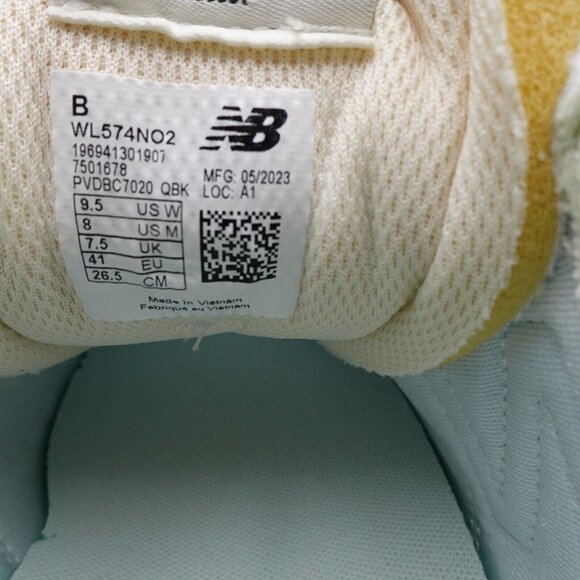 B
WL574NO2
196941301907
7501678
PVDBC7020 QBK
NB
MFG: 05/2023
LOC: A1
9.5 US W
8 US M
7.5 UK
41 EU
26.5 CM
Made In Vietnam
Fabriqué au Vietnam